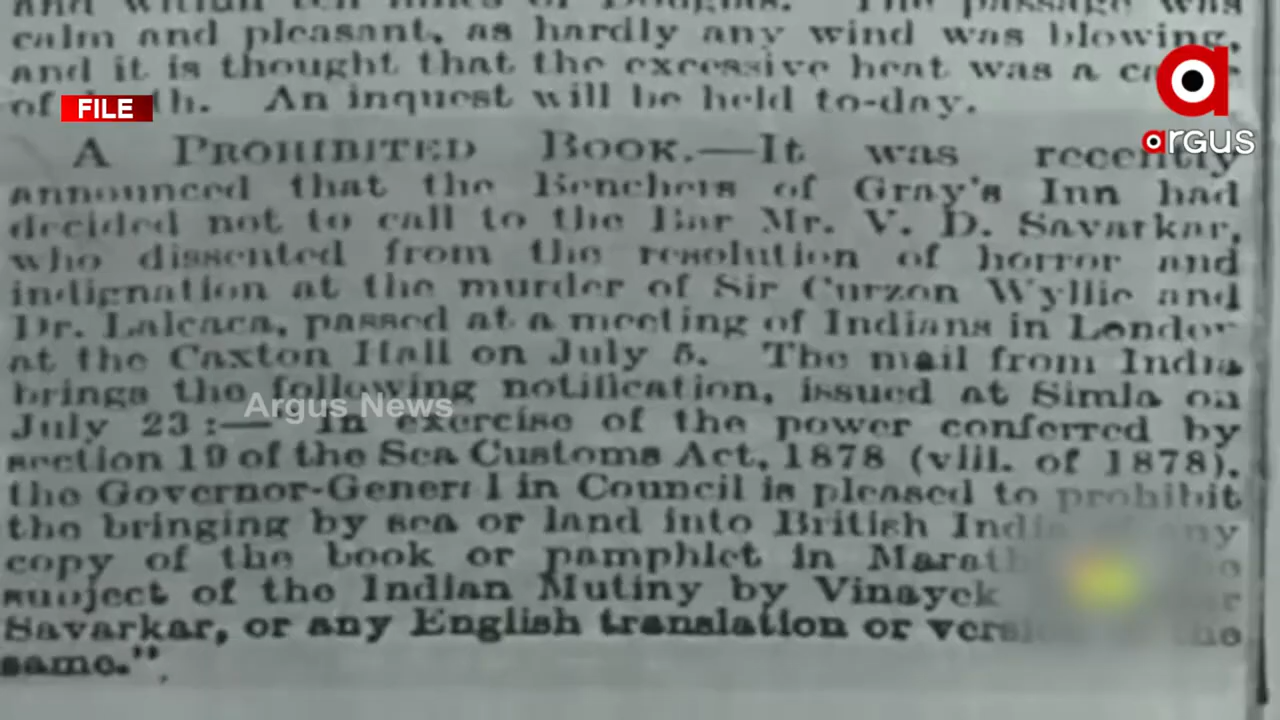 and within ten miles of Douglas. The passage was
calm and pleasant, as hardly any wind was blowing,
and it is thought that the excessive heat was a
of. An inquest will be held to-day.
FILE
argus
A PROHIBITED BOOK.—It was recently
announced that the Benchers of Gray's Inn had
decided not to call to the Bar Mr. V. D. Savarkar,
who dissented from the resolution of horror and
indignation at the murder of Sir Curzon Wyllie and
Dr. Lalcaca, passed at a meeting of Indians in London
at the Caxton Hall on July 5. The mail from India
brings the following notification, issued at Simla on
Argus News
July 23:—"In exercise of the power conferred by
section 19 of the Sea Customs Act, 1878 (viii. of 1878),
the Governor-General in Council is pleased to prohibit
the bringing by sea or land into British India of any
copy of the book or pamphlet in
subject of the Indian Mutiny by Vinayek
Savarkar, or any English translation or version of the
same."